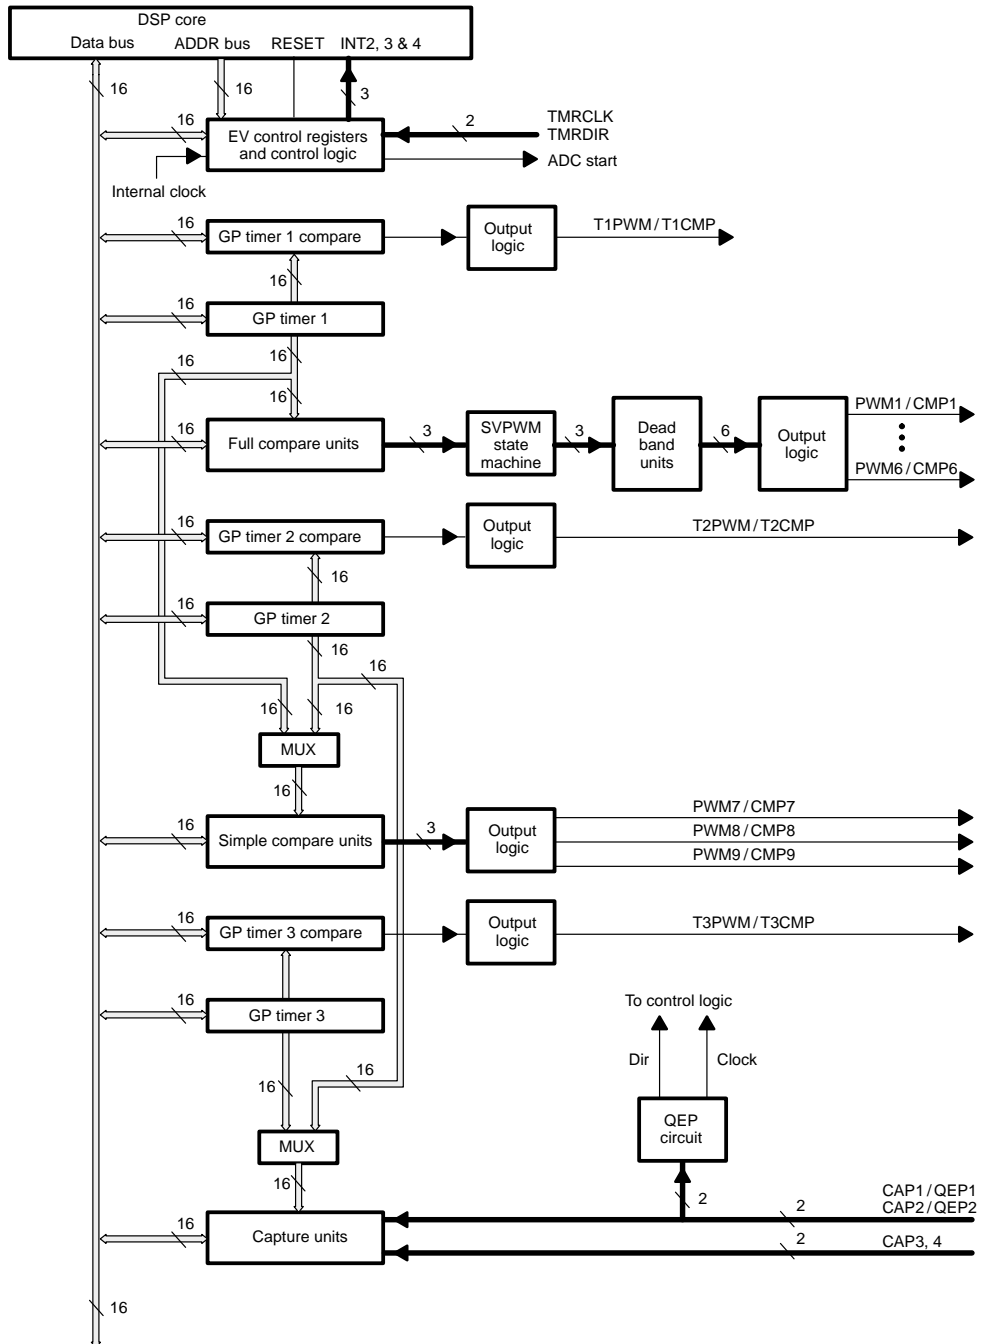 DSP core
Data bus ADDR bus RESET INT2, 3 & 4
16 16 3
16 EV control registers and control logic 2 TMRCLK
TMRDIR
ADC start
Internal clock
16 GP timer 1 compare Output logic T1PWM / T1CMP
16
16 GP timer 1
16
16
16
16 Full compare units 3 SVPWM state machine 3 Dead band units 6 Output logic PWM1 / CMP1
PWM6 / CMP6
16 GP timer 2 compare Output logic T2PWM / T2CMP
16
16 GP timer 2
16
16
16 16
MUX
16
16 Simple compare units 3 Output logic PWM7 / CMP7
PWM8 / CMP8
PWM9 / CMP9
16 GP timer 3 compare Output logic T3PWM / T3CMP
16 GP timer 3
To control logic
Dir Clock
16 16
QEP circuit
MUX
16
2 2 CAP1 / QEP1
CAP2 / QEP2
16 Capture units 2 CAP3, 4
16